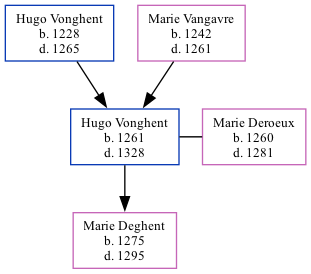 Hugo Vonghent
b. 1228
d. 1265
Marie Vangavre
b. 1242
d. 1261
Hugo Vonghent
b. 1261
d. 1328
Marie Deroeux
b. 1260
d. 1281
Marie Deghent
b. 1275
d. 1295